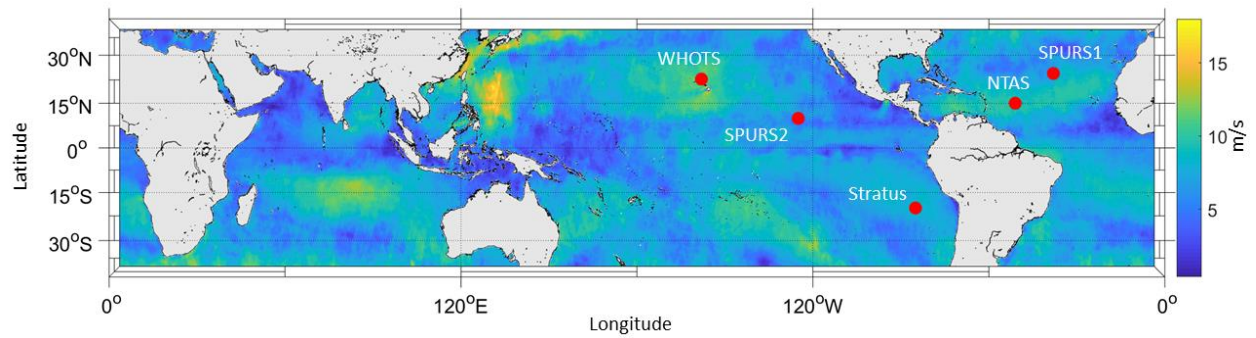 WHOTS
SPURS1
NTAS
SPURS2
Stratus
Latitude
30°N
15°N
0°
15°S
30°S
0°
120°E
120°W
0°
Longitude
15
10
5
m/s